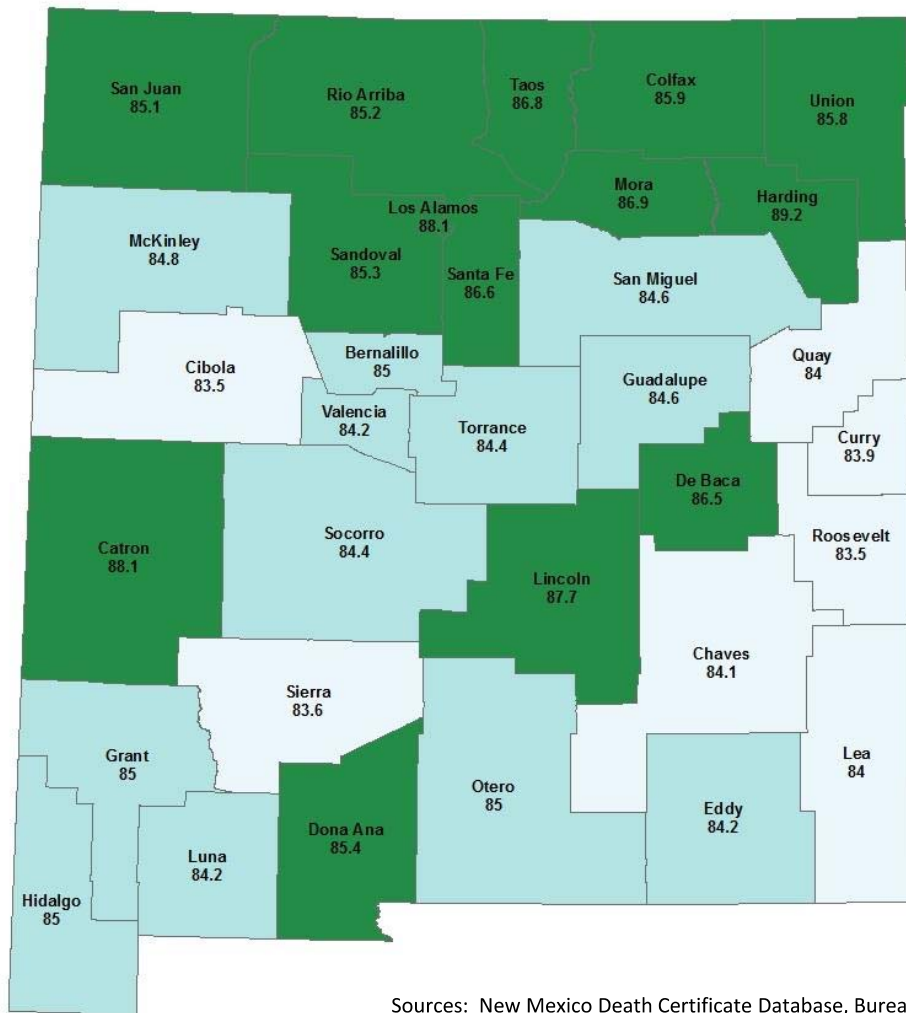 San Juan
85.1
Rio Arriba
85.2
Taos
86.8
Colfax
85.9
Union
85.8
Mora
86.9
Harding
89.2
Los Alamos
88.1
McKinley
84.8
Sandoval
85.3
Santa Fe
86.6
San Miguel
84.6
Bernalillo
85
Quay
84
Cibola
83.5
Guadalupe
84.6
Valencia
84.2
Torrance
84.4
Curry
83.9
De Baca
86.5
Socorro
84.4
Roosevelt
83.5
Catron
88.1
Lincoln
87.7
Chaves
84.1
Sierra
83.6
Grant
85
Otero
85
Lea
84
Eddy
84.2
Dona Ana
85.4
Luna
84.2
Hidalgo
85
Sources: New Mexico Death Certificate Database, Burea